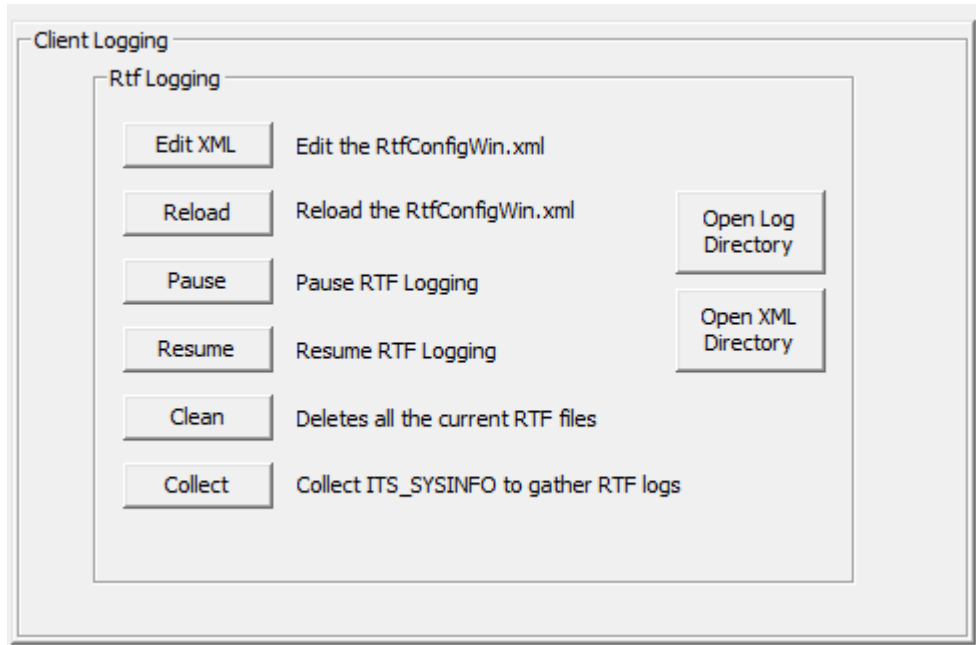 Client Logging
Rtf Logging
Edit XML Edit the RtfConfigWin.xml
Reload Reload the RtfConfigWin.xml
Open Log
Directory
Pause Pause RTF Logging
Open XML
Directory
Resume Resume RTF Logging
Clean Deletes all the current RTF files
Collect Collect ITS_SYSINFO to gather RTF logs